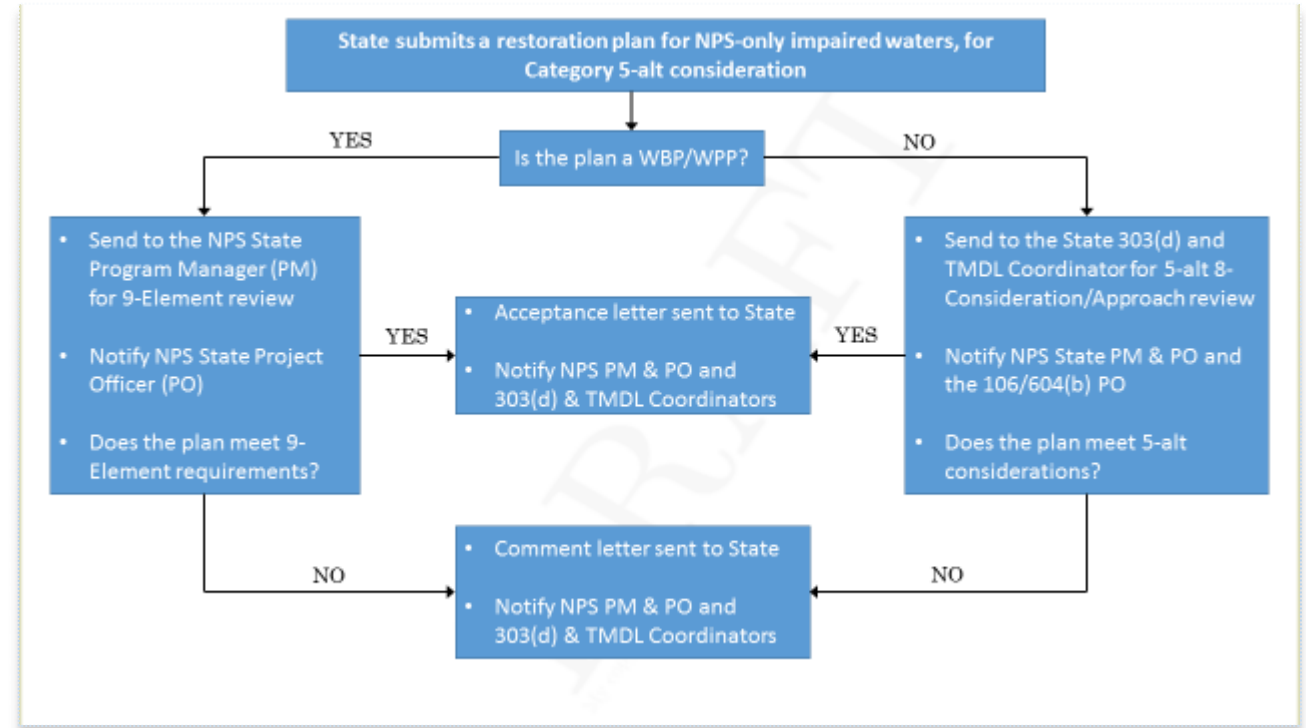 State submits a restoration plan for NPS-only impaired waters, for
Category 5-alt consideration
YES
Is the plan a WBP/WPP?
NO
• Send to the NPS State
Program Manager (PM)
for 9-Element review
• Notify NPS State Project
Officer (PO)
• Does the plan meet 9-
Element requirements?
YES
• Acceptance letter sent to State
• Notify NPS PM & PO and
303(d) & TMDL Coordinators
YES
• Send to the State 303(d) and
TMDL Coordinator for 5-alt 8-
Consideration/Approach review
• Notify NPS State PM & PO and
the 106/604(b) PO
• Does the plan meet 5-alt
considerations?
NO
• Comment letter sent to State
• Notify NPS PM & PO and
303(d) & TMDL Coordinators
NO
DRAFT